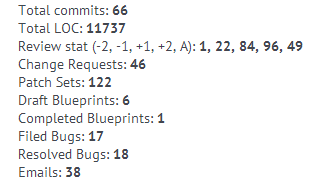 Total commits: 66
Total LOC: 11737
Review stat (-2, -1, +1, +2, A): 1, 22, 84, 96, 49
Change Requests: 46
Patch Sets: 122
Draft Blueprints: 6
Completed Blueprints: 1
Filed Bugs: 17
Resolved Bugs: 18
Emails: 38